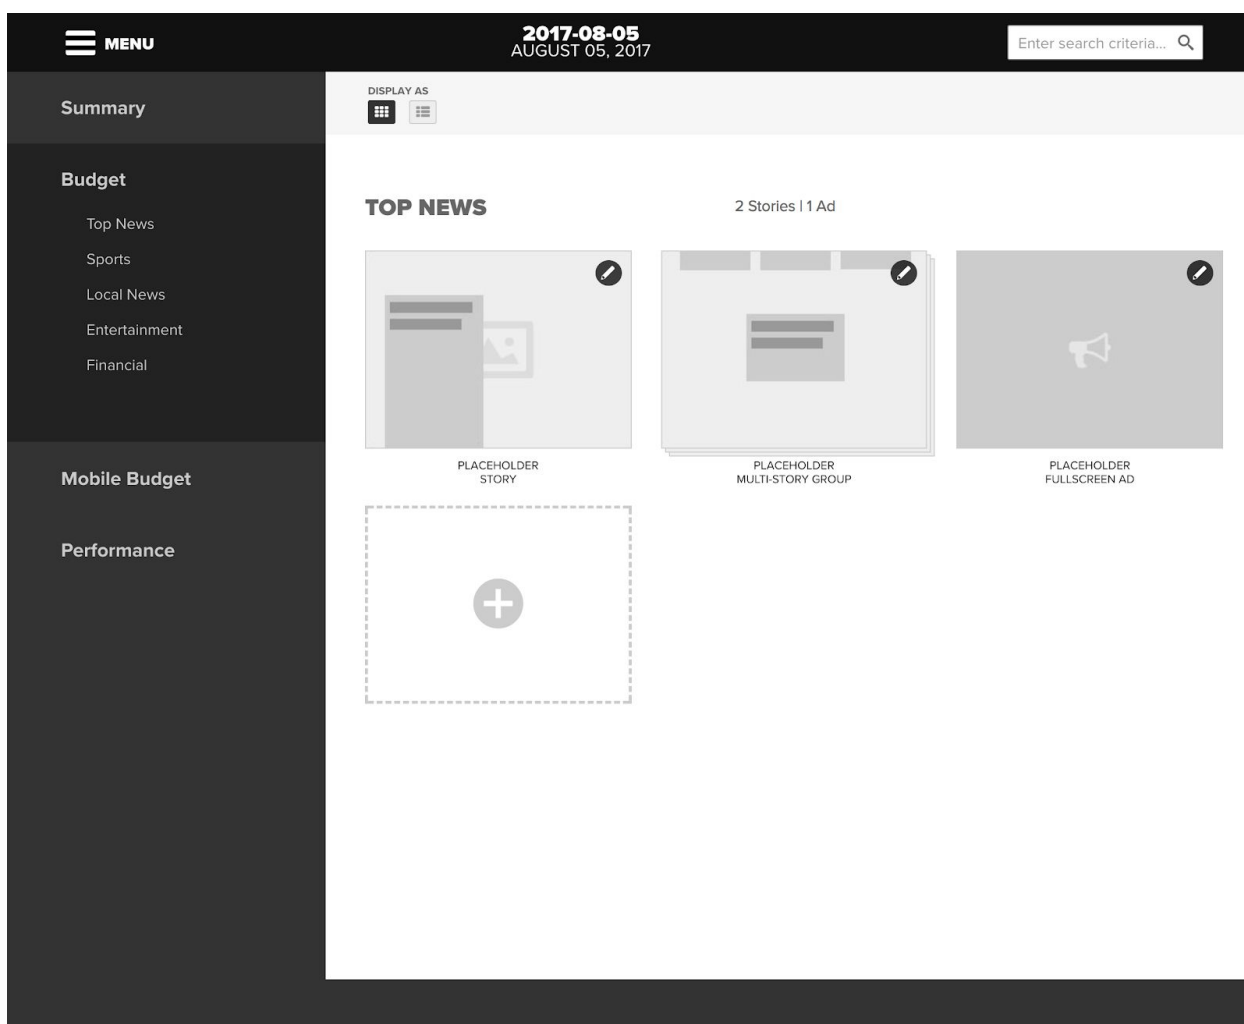 MENU
2017-08-05
AUGUST 05, 2017
Enter search criteria...
Summary
Budget
Top News
Sports
Local News
Entertainment
Financial
Mobile Budget
Performance
DISPLAY AS
TOP NEWS
2 Stories | 1 Ad
PLACEHOLDER
STORY
PLACEHOLDER
MULTI-STORY GROUP
PLACEHOLDER
FULLSCREEN AD